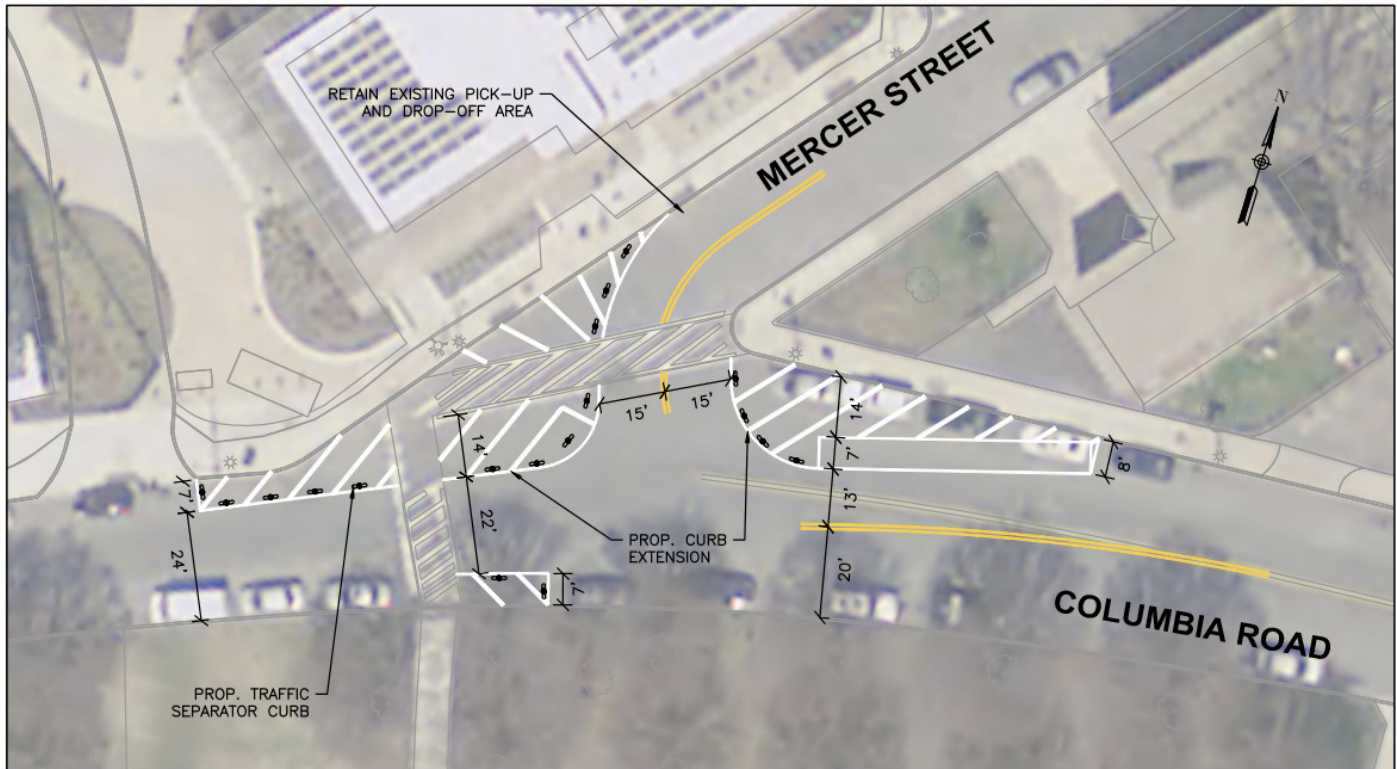 RETAIN EXISTING PICK-UP
AND DROP-OFF AREA
MERCER STREET
N
15'
15'
14'
7'
8'
13'
20'
14'
22'
7'
24'
7'
PROP. CURB
EXTENSION
COLUMBIA ROAD
PROP. TRAFFIC
SEPARATOR CURB